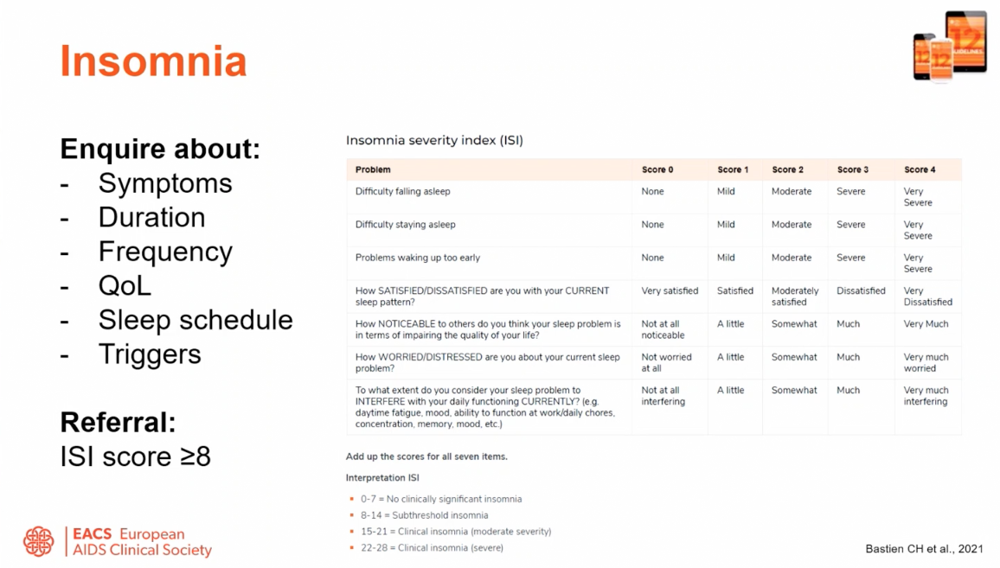 Insomnia
12
12
12
GUIDELINES
Enquire about:
- Symptoms
- Duration
- Frequency
- QoL
- Sleep schedule
- Triggers
Referral:
ISI score ≥8
Insomnia severity index (ISI)
Problem Score 0 Score 1 Score 2 Score 3 Score 4
Difficulty falling asleep None Mild Moderate Severe Very
Severe
Difficulty staying asleep None Mild Moderate Severe Very
Severe
Problems waking up too early None Mild Moderate Severe Very
Severe
How SATISFIED/DISSATISFIED are you with your CURRENT Very satisfied Satisfied Moderately Dissatisfied Very
sleep pattern? satisfied Dissatisfied
How NOTICEABLE to others do you think your sleep problem is Not at all A little Somewhat Much Very Much
in terms of impairing the quality of your life? noticeable
How WORRIED/DISTRESSED are you about your current sleep Not worried A little Somewhat Much Very much
problem? at all worried
To what extent do you consider your sleep problem to Not at all A little Somewhat Much Very much
INTERFERE with your daily functioning CURRENTLY? (e.g. interfering interfering
daytime fatigue, mood, ability to function at work/daily chores,
concentration, memory, mood, etc.)
Add up the scores for all seven items.
Interpretation ISI
▪ 0-7 = No clinically significant insomnia
▪ 8-14 = Subthreshold insomnia
▪ 15-21 = Clinical insomnia (moderate severity)
▪ 22-28 = Clinical insomnia (severe)
EACS European
AIDS Clinical Society
Bastien CH et al., 2021